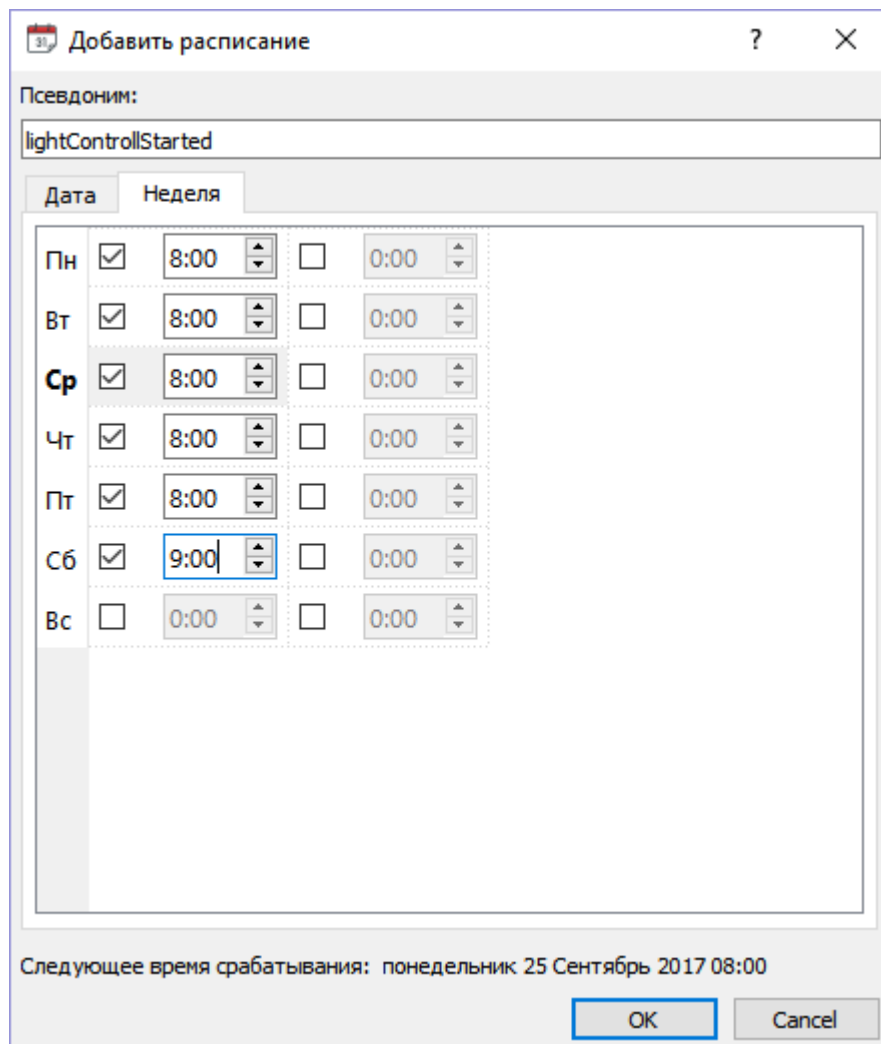 Добавить расписание ?
Псевдоним:
lightControllStarted
Дата Неделя
Пн 8:00 0:00
Вт 8:00 0:00
Ср 8:00 0:00
Чт 8:00 0:00
Пт 8:00 0:00
Сб 9:00 0:00
Вс 0:00 0:00
Следующее время срабатывания: понедельник 25 Сентябрь 2017 08:00
OK Cancel